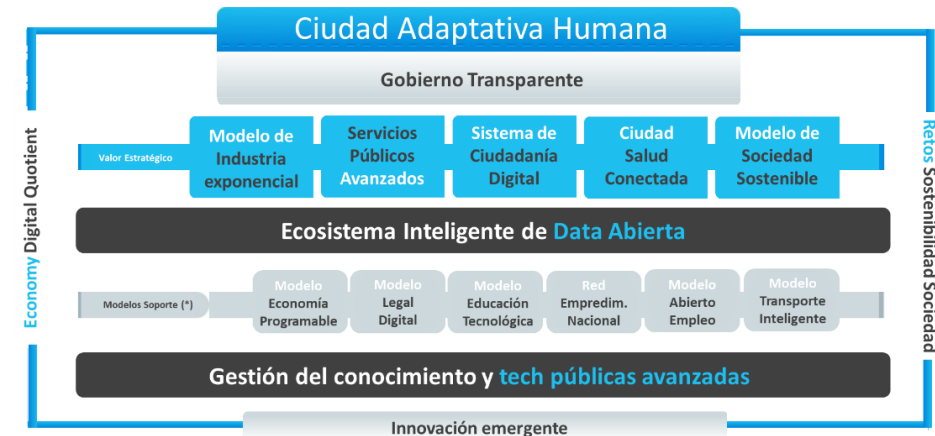 Ciudad Adaptativa Humana
Gobierno Transparente
Economy Digital Quotient
Retos Sostenibilidad Sociedad
Valor Estratégico
Modelo de
Industria
exponencial
Servicios
Públicos
Avanzados
Sistema de
Ciudadanía
Digital
Ciudad
Salud
Conectada
Modelo de
Sociedad
Sostenible
Ecosistema Inteligente de Data Abierta
Modelos Soporte (*)
Modelo
Economía
Programable
Modelo
Legal
Digital
Modelo
Educación
Tecnológica
Red
Empredim.
Nacional
Modelo
Abierto
Empleo
Modelo
Transporte
Inteligente
Gestión del conocimiento y tech públicas avanzadas
Innovación emergente